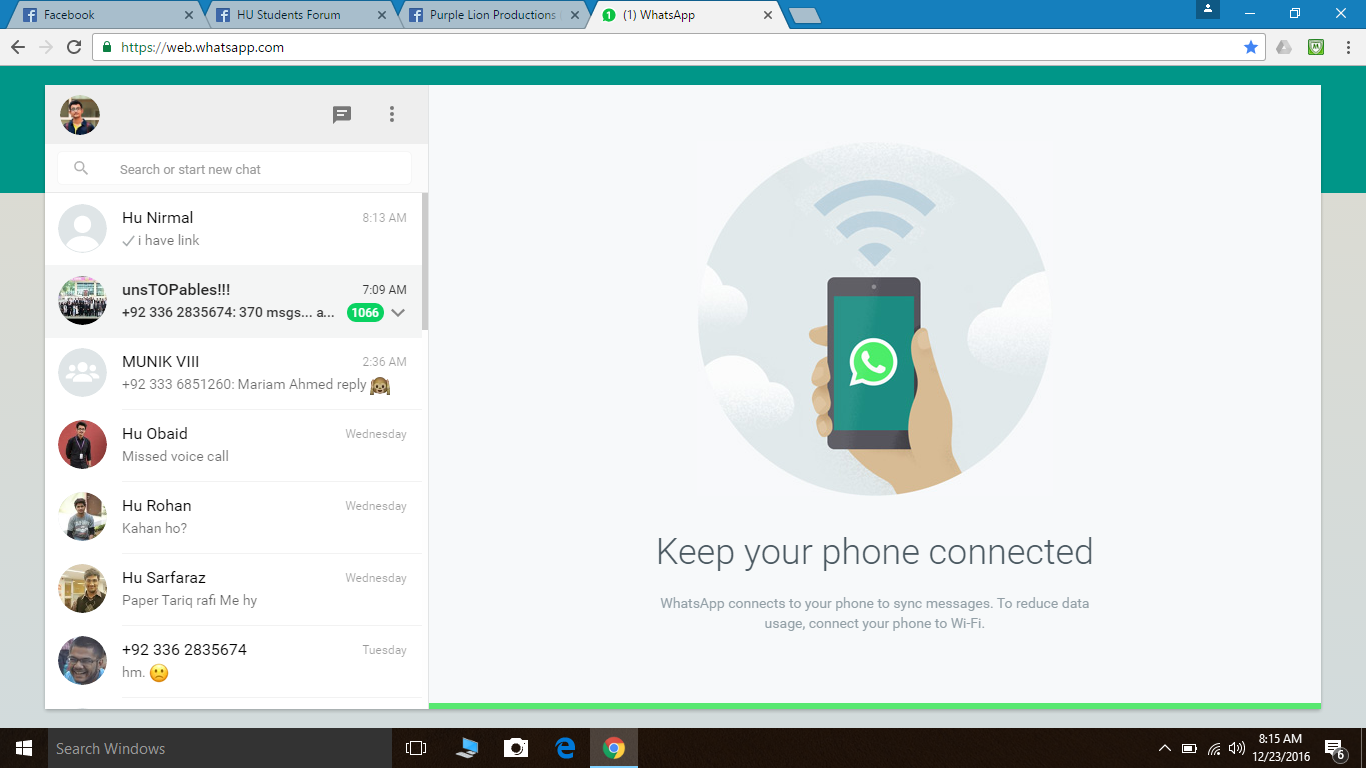 Facebook
HU Students Forum
Purple Lion Productions
(1) WhatsApp
https://web.whatsapp.com
Search or start new chat
Hu Nirmal 8:13 AM
i have link
unsTOPables!!! 7:09 AM
+92 336 2835674: 370 msgs... a... 1066
MUNIK VIII 2:36 AM
+92 333 6851260: Mariam Ahmed reply 🙉
Hu Obaid Wednesday
Missed voice call
Hu Rohan Wednesday
Kahan ho?
Hu Sarfaraz Wednesday
Paper Tariq rafi Me hy
+92 336 2835674 Tuesday
hm. 🙁
Keep your phone connected
WhatsApp connects to your phone to sync messages. To reduce data
usage, connect your phone to Wi-Fi.
Search Windows
8:15 AM
12/23/2016
6